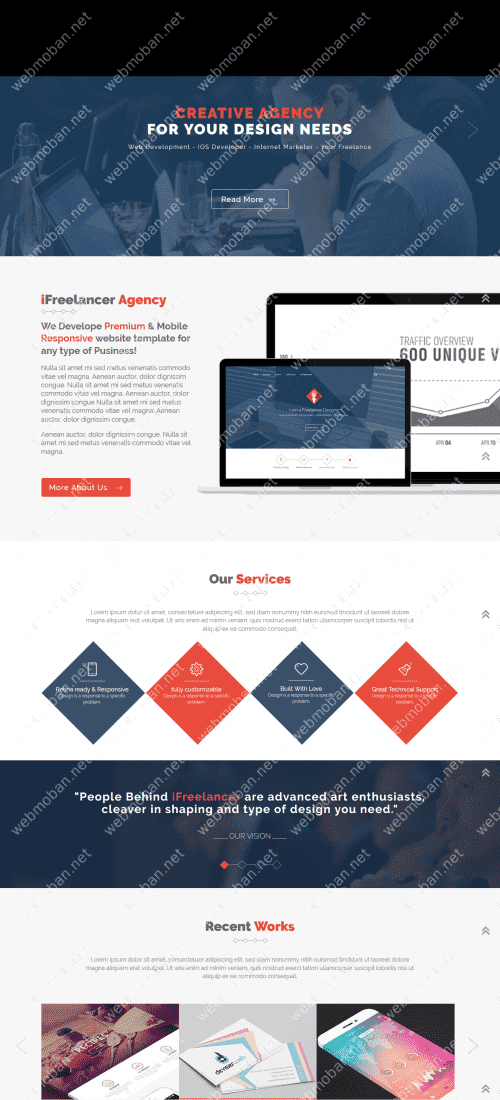 CREATIVE AGENCY
FOR YOUR DESIGN NEEDS
Web Development - IOS Developer - Internet Marketer - Your Freelance
Read More
iFreelancer Agency
We Develope Premium & Mobile
Responsive website template for
any type of Pusiness!
Nulla sit amet mi sed metus venenatis commodo
vitae vel magna. Aenean auctor, dolor dignissim
congue. Nulla sit amet mi sed metus venenatis
commodo vitae vel magna. Aenean auctor, dolor
dignissim congue Nulla sit amet mi sed metus
venenatis commodo vitae vel magna. Aenean
auctor, dolor dignissim congue.
Aenean auctor, dolor dignissim congue. Nulla sit
amet mi sed metus venenatis commodo vitae vel
magna.
More About Us
TRAFFIC OVERVIEW
600 UNIQUE V
APR 04
APR 10
I am a Freelancer Designer
Our Services
Lorem ipsum dolor sit amet, consectetuer adipiscing elit, sed diam nonummy nibh euismod tincidunt ut laoreet dolore
magna aliquam erat volutpat. Ut wisi enim ad minim veniam, quis nostrud exerci tation ullamcorper suscipit lobortis nisl ut
aliquip ex ea commodo consequat.
Retina ready & Responsive
Design is a response to a specific
problem
fully customizable
Design is a response to a specific
problem
Built With Love
Design is a response to a specific
problem
Great Technical Support
Design is a response to a specific
problem
"People Behind iFreelancer are advanced art enthusiasts,
cleaver in shaping and type of design you need."
OUR VISION
Recent Works
Lorem ipsum dolor sit amet, consectetuer adipiscing elit, sed diam nonummy nibh euismod tincidunt ut laoreet dolore
magna aliquam erat volutpat. Ut wisi enim ad minim veniam, quis nostrud exerci tation ullamcorper suscipit lobortis nisl ut
aliquip ex ea commodo consequat.
webmoban.net